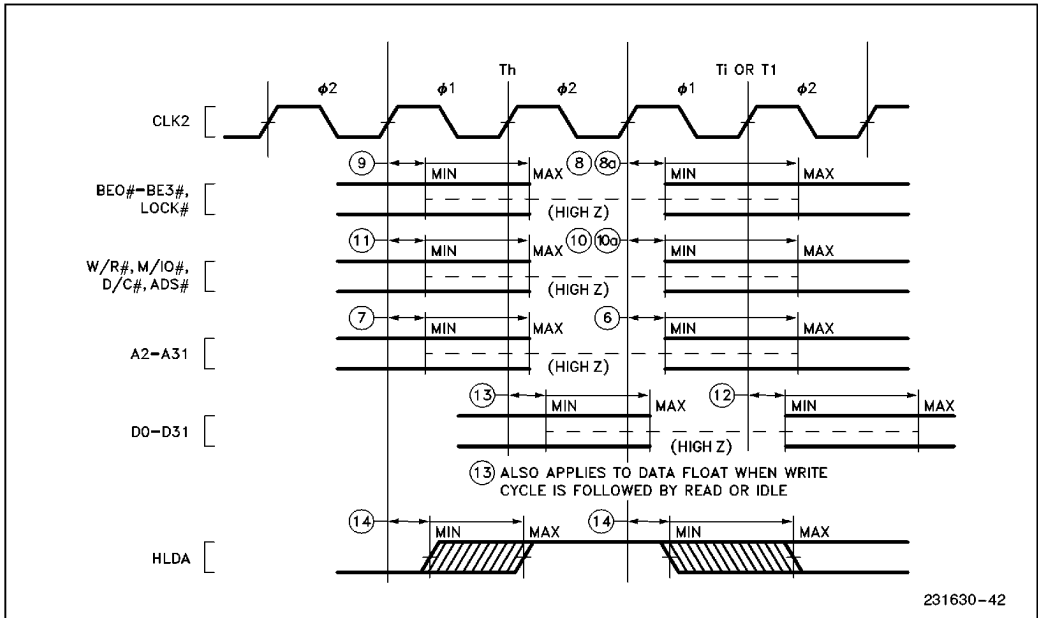 Th Ti OR T1
ϕ2 ϕ1 ϕ2 ϕ1 ϕ2
CLK2
9 8 8a
MIN MAX MIN MAX
BE0#–BE3#,
LOCK#
(HIGH Z)
11 10 10a
MIN MAX MIN MAX
W/R#, M/IO#,
D/C#, ADS#
(HIGH Z)
7 6
MIN MAX MIN MAX
A2–A31
(HIGH Z)
13 12
MIN MAX MIN MAX
D0–D31
(HIGH Z)
13 ALSO APPLIES TO DATA FLOAT WHEN WRITE
CYCLE IS FOLLOWED BY READ OR IDLE
14 14
MIN MAX MIN MAX
HLDA
231630–42